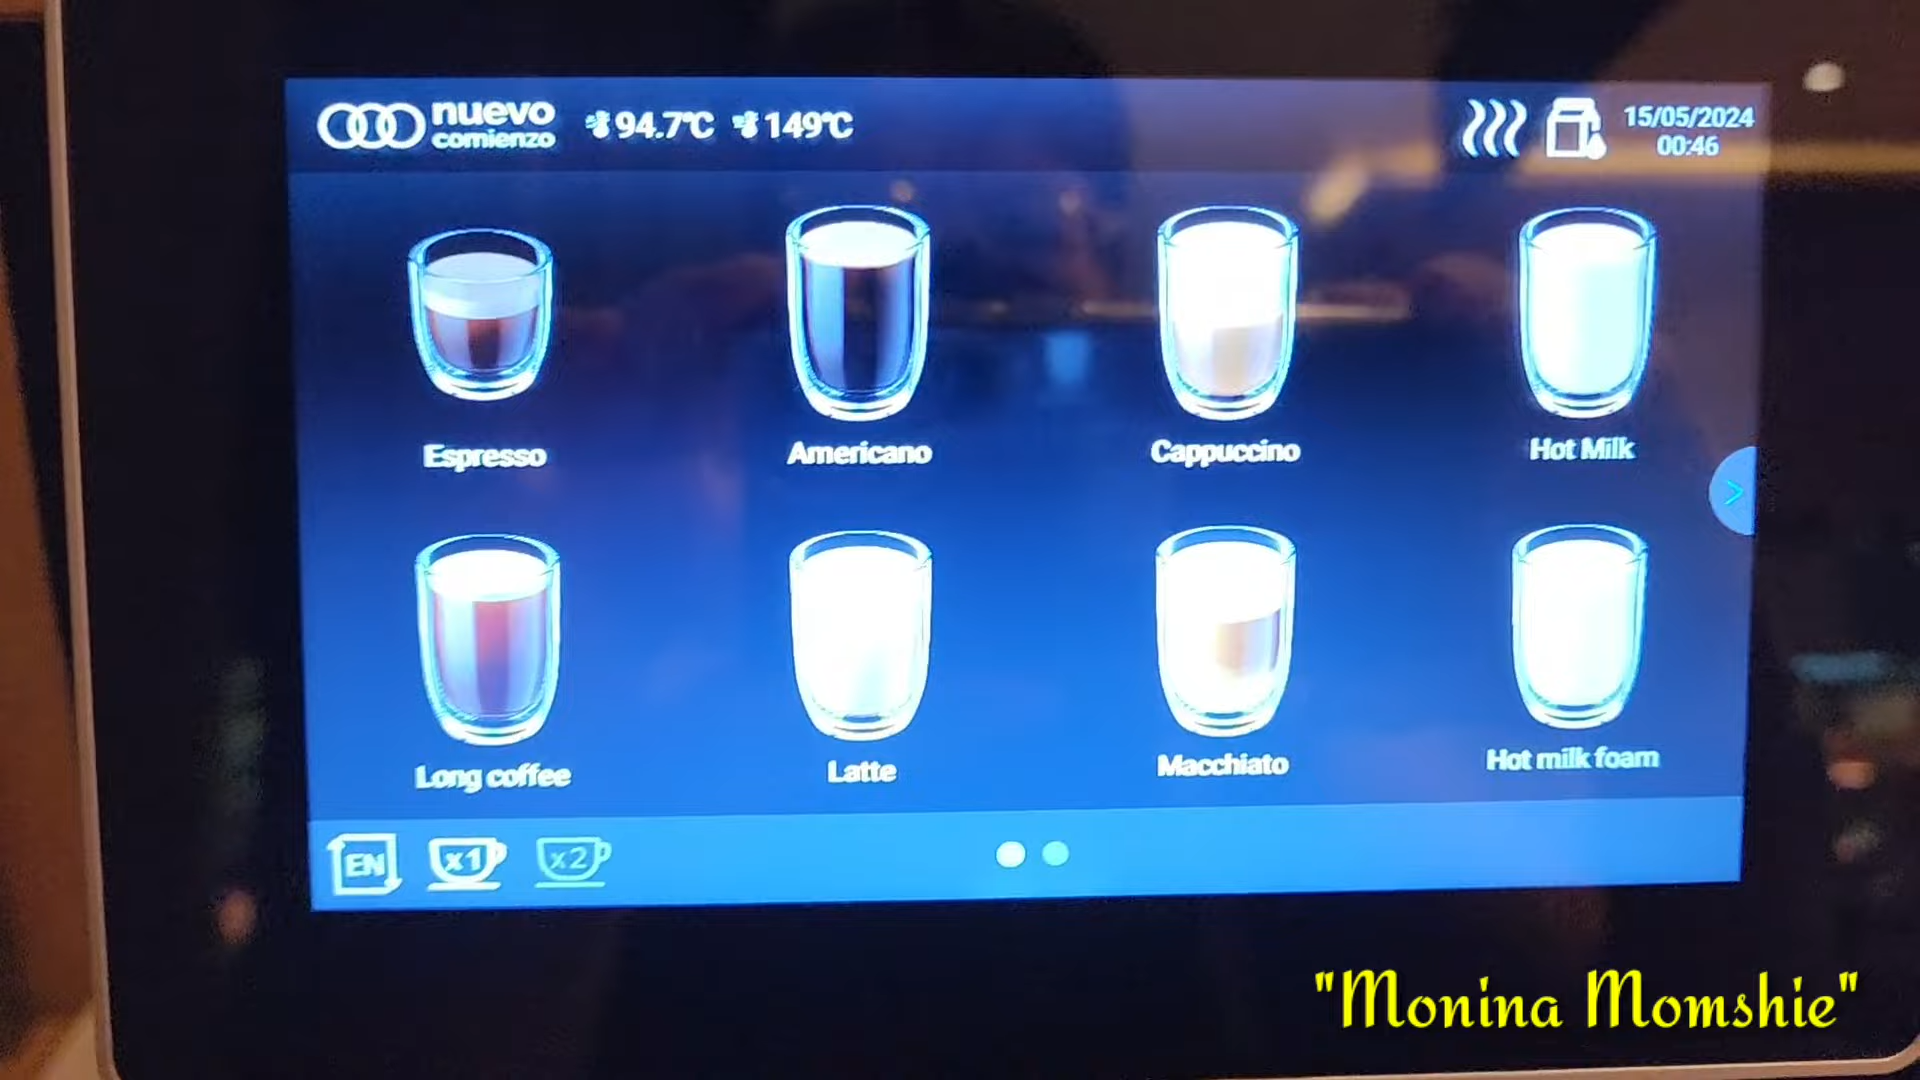 nuevo
comienzo
94.7°C 149°C
15/05/2024
00:46
Espresso Americano Cappuccino Hot Milk
>
Long coffee Latte Macchiato Hot milk foam
EN x1 x2
"Monina Momshie"